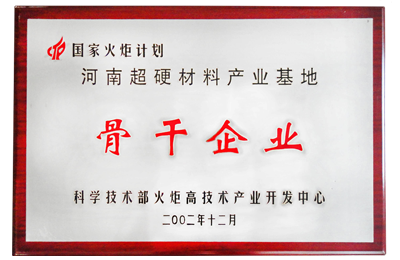 国家火炬计划
河南超硬材料产业基地
骨干企业
科学技术部火炬高技术产业开发中心
二〇〇二年十二月